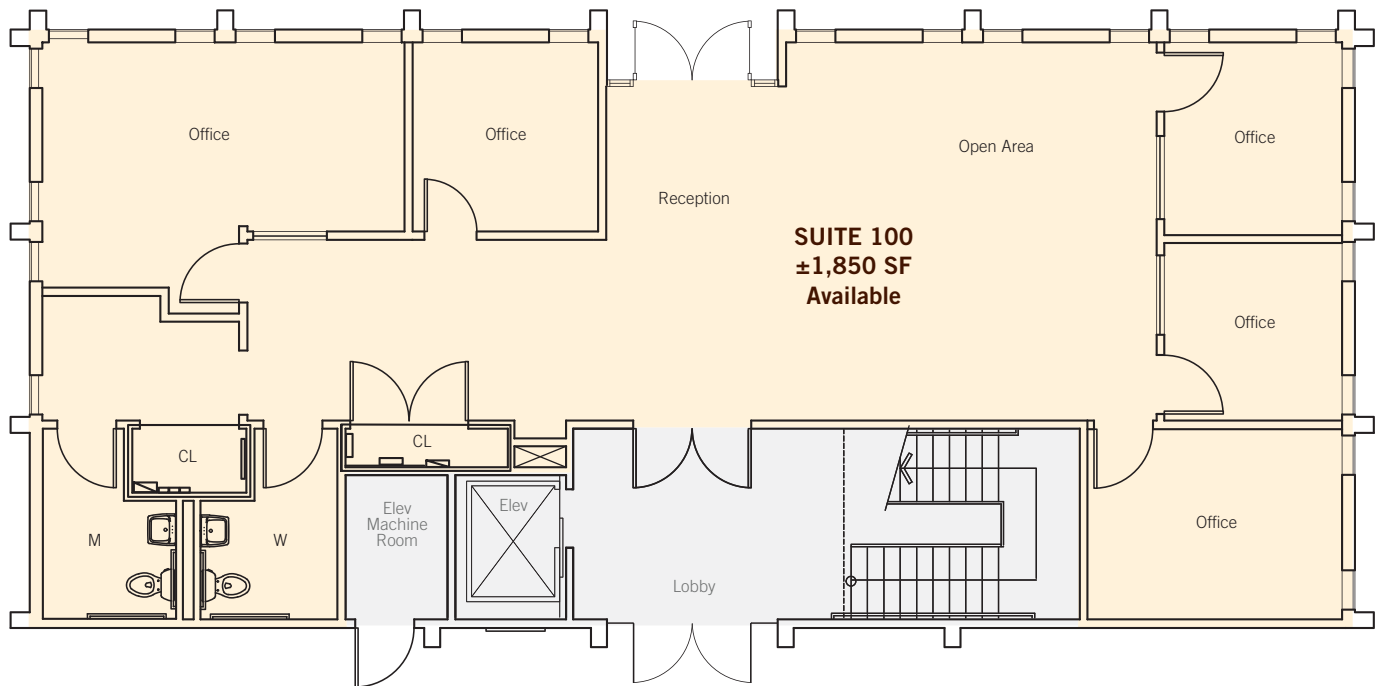 Office
Office
Office
Open Area
Reception
SUITE 100
±1,850 SF
Available
Office
CL
CL
Elev
Machine
Room
Elev
M
W
Office
Lobby